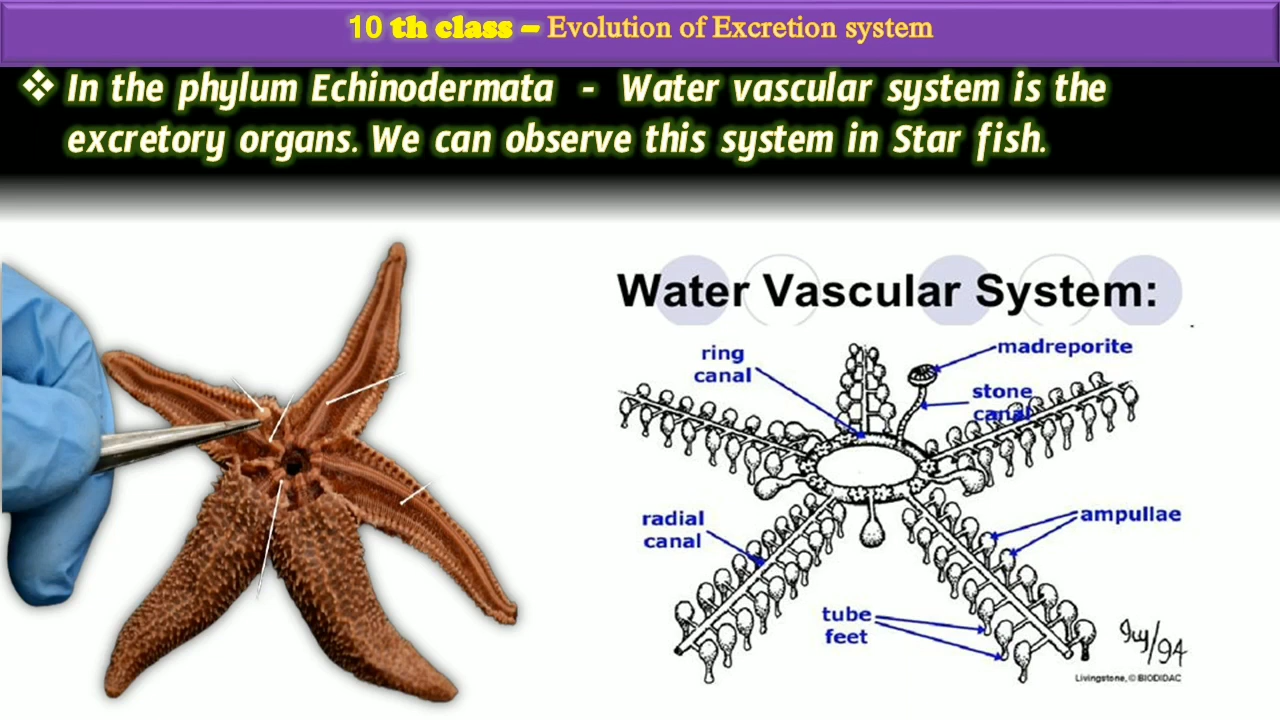 10 th class – Evolution of Excretion system
❖ In the phylum Echinodermata - Water vascular system is the
excretory organs. We can observe this system in Star fish.
Water Vascular System:
madreporite
ring
canal
stone
canal
radial
canal
ampullae
tube
feet
Livingstone, © BIODIDAC